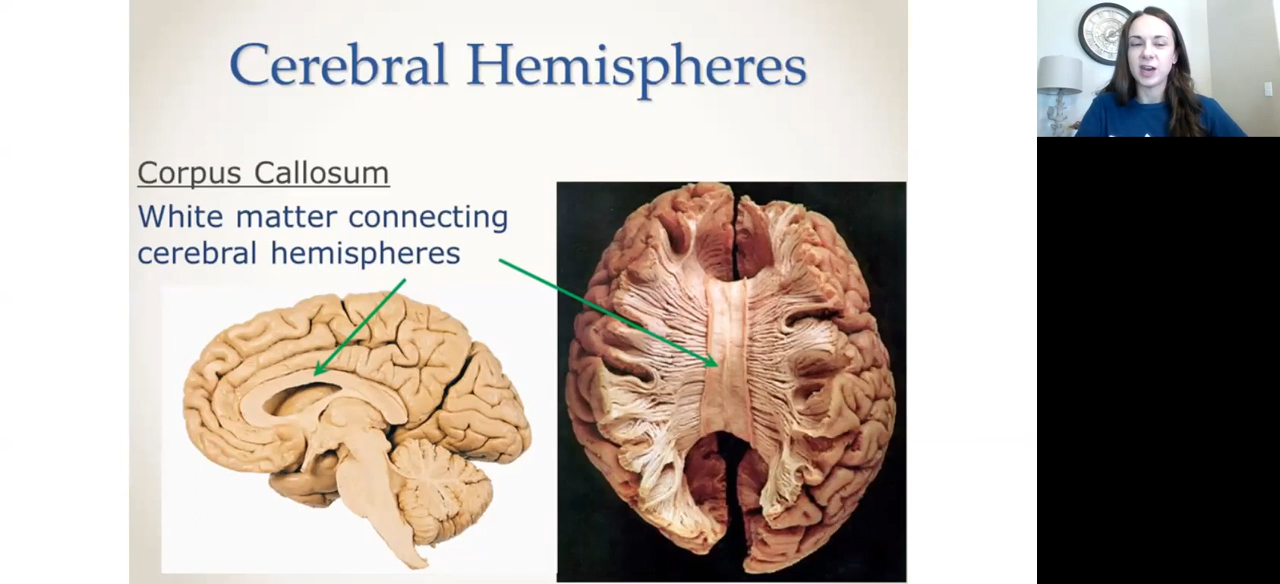 Cerebral Hemispheres
Corpus Callosum
White matter connecting
cerebral hemispheres